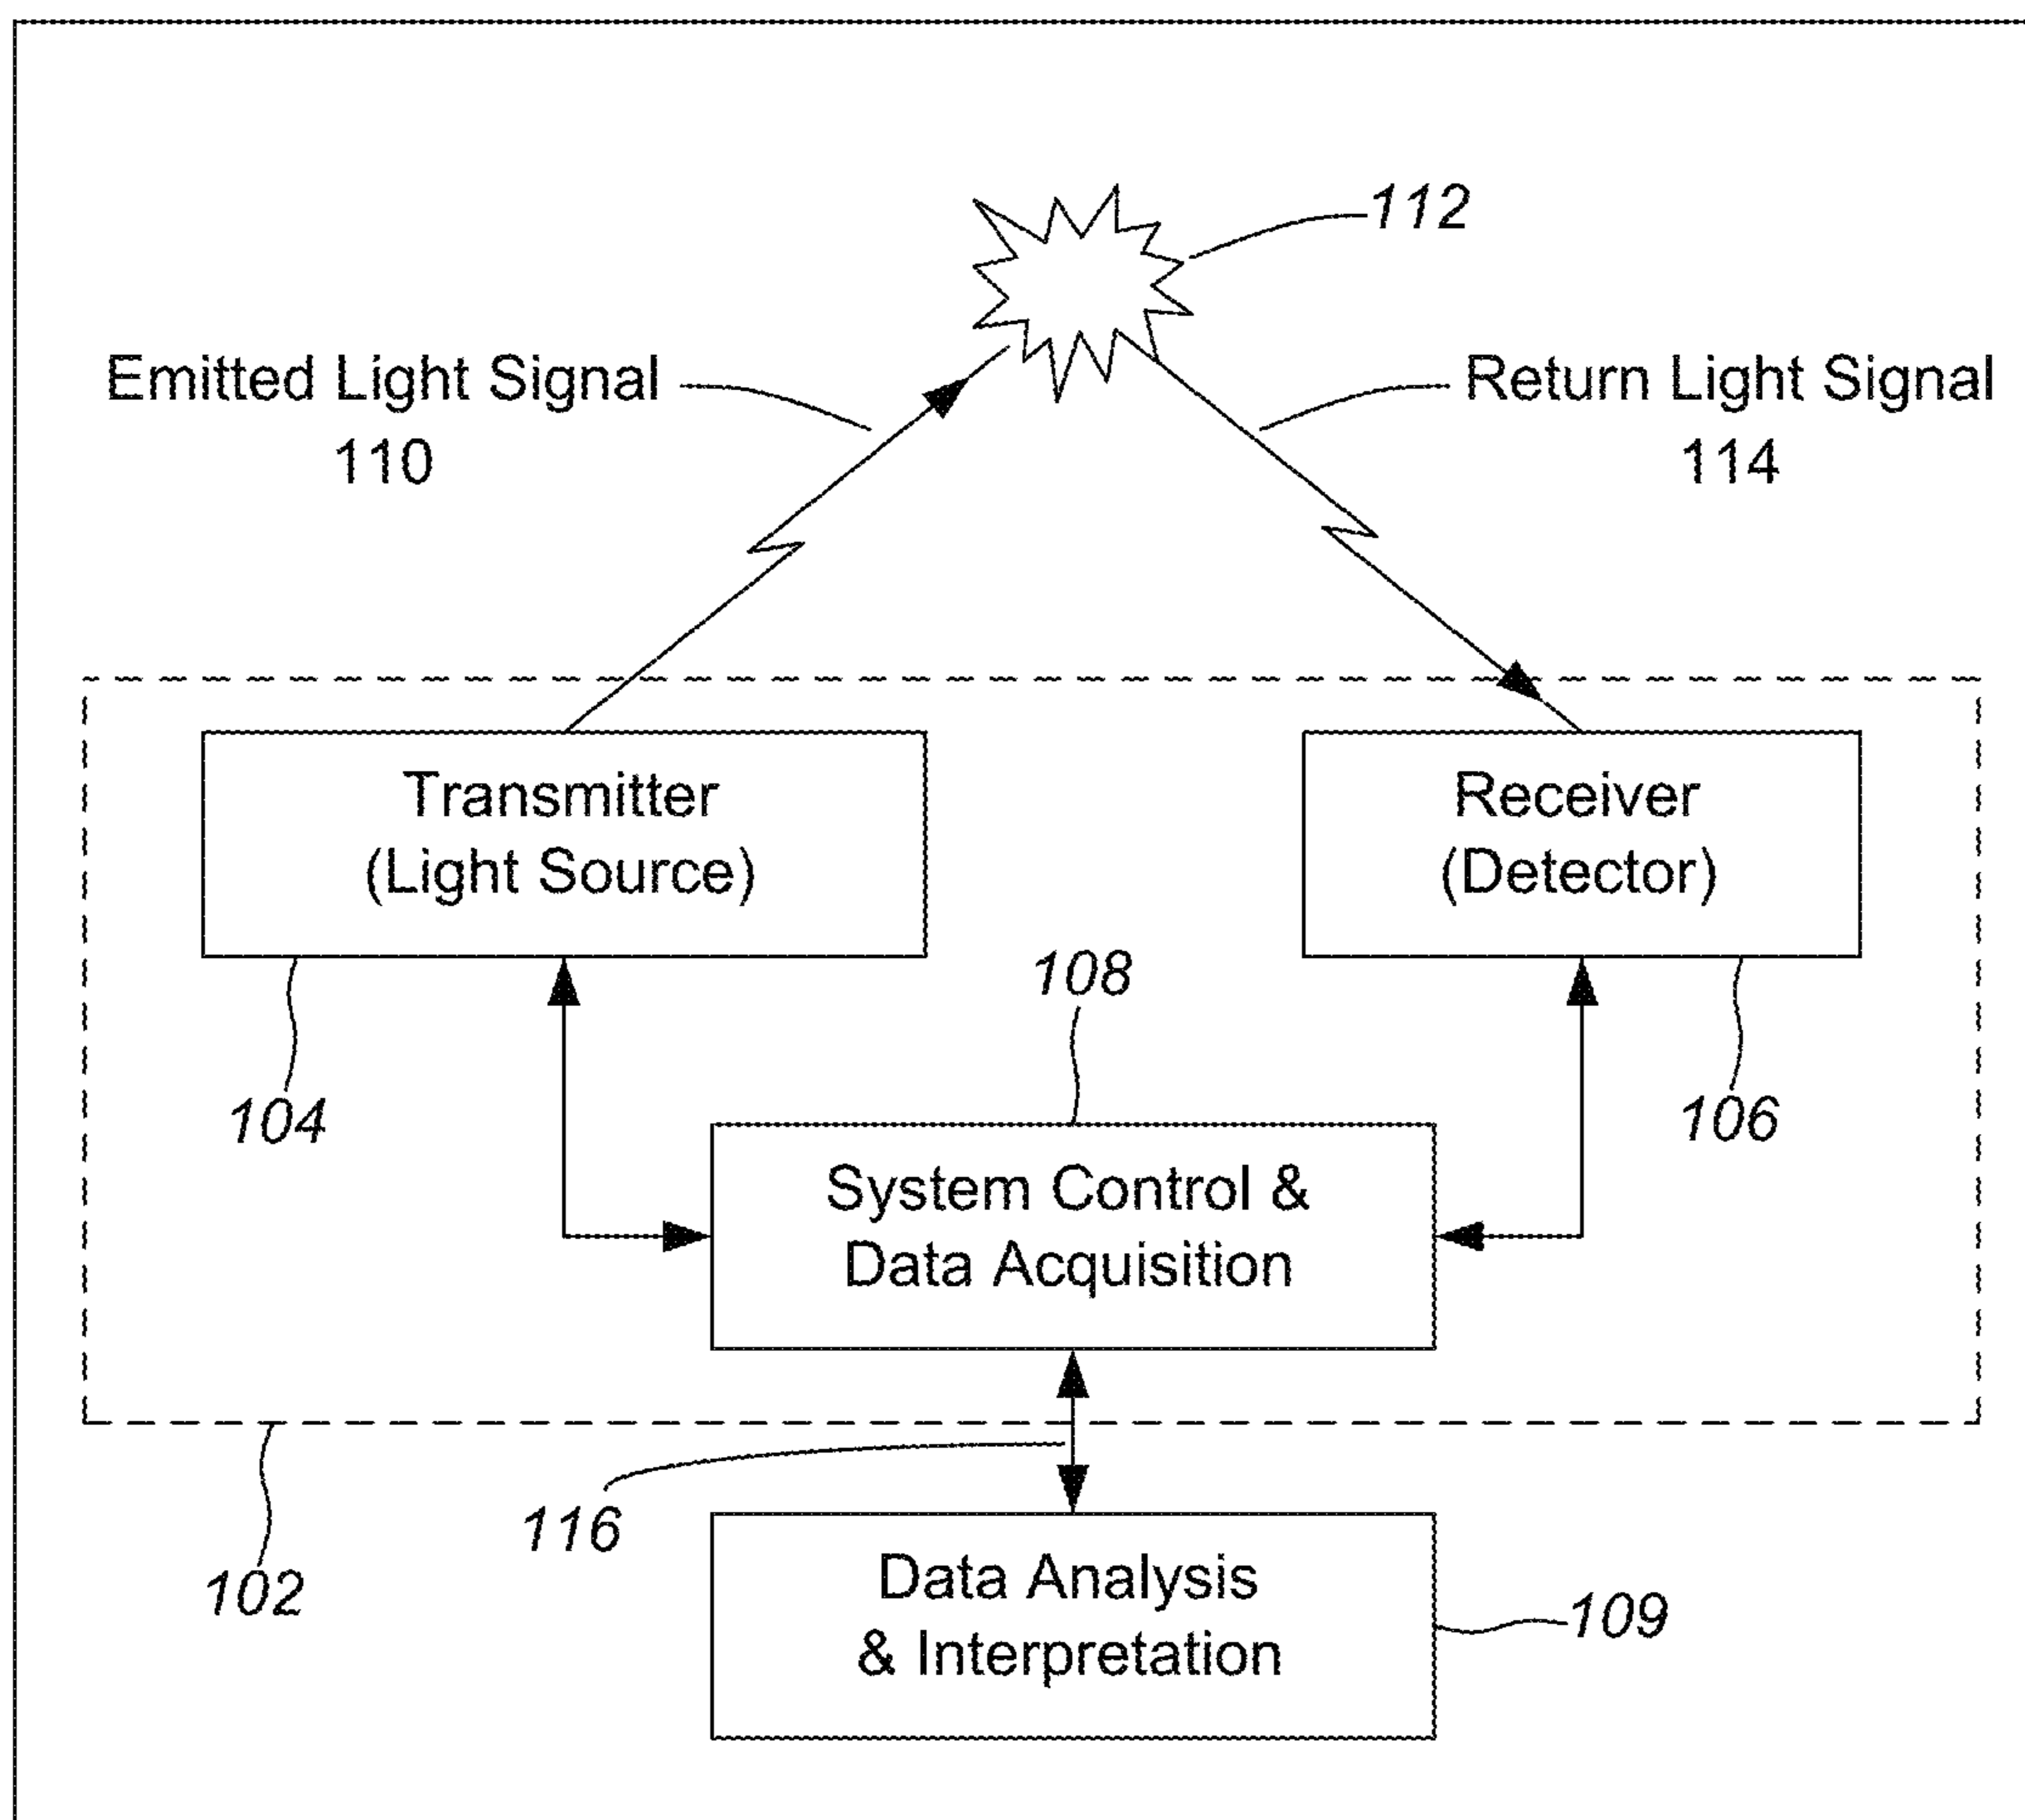 112
Emitted Light Signal
110
Return Light Signal
114
Transmitter
(Light Source)
Receiver
(Detector)
108
104
106
System Control &
Data Acquisition
116
102
Data Analysis
& Interpretation
109